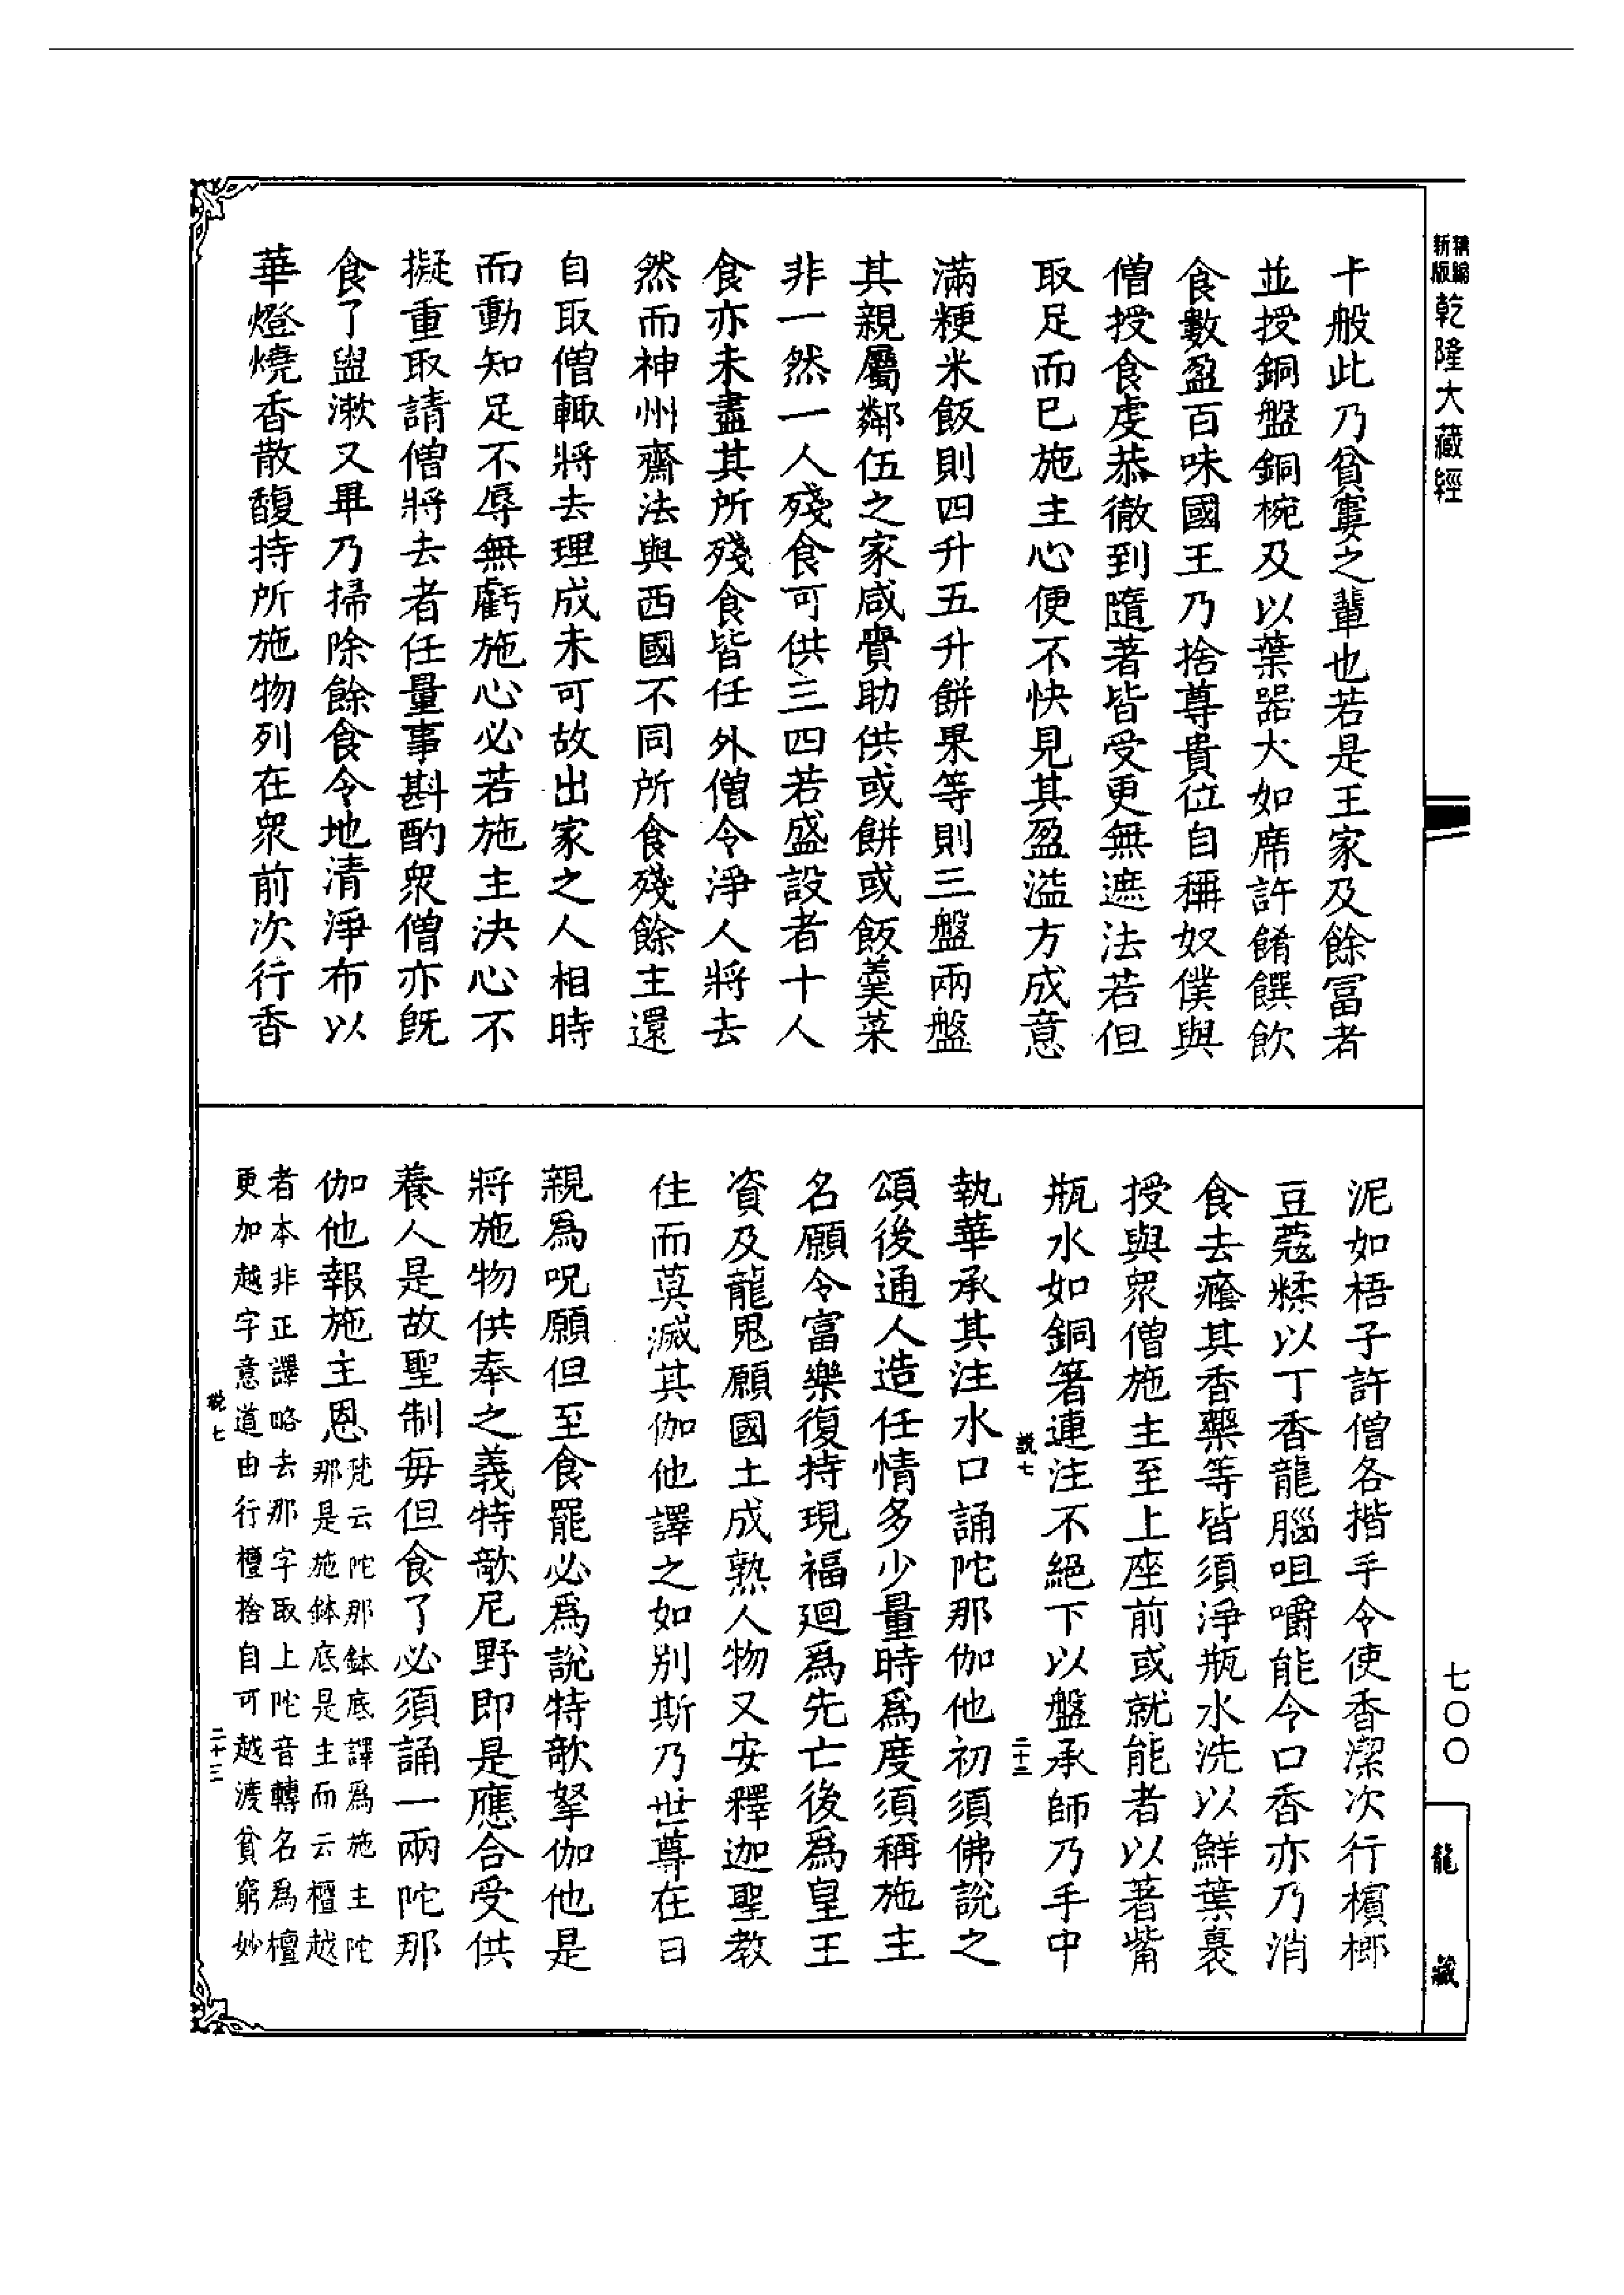 精編新版乾隆大藏經
七〇〇
龍藏
十般此乃貧窶之輩也若是王家及餘富者
並授銅盤銅椀及以葉器大如席許餚饌飲
食數盈百味國王乃捨尊貴位自稱奴僕與
僧授食虔恭徹到隨著皆受更無遮法若但
取足而已施主心便不快見其盈溢方成意
滿粳米飯則四升五升餅果等則三盤兩盤
其親屬鄰伍之家咸賷助供或餅或飯羹菜
非一然一人殘食可供三四若盛設者十人
食亦未盡其所殘食皆任外僧令淨人將去
然而神州齋法與西國不同所食殘餘主還
自取僧輙將去理成未可故出家之人相時
而動知足不辱無虧施心必若施主決心不
擬重取請僧將去者任量事斟酌眾僧亦既
食了盥漱又畢乃掃除餘食令地清淨布以
華燈燒香散馥持所施物列在眾前次行香
泥如梧子許僧各揩手令使香潔次行檳榔
豆蔻糅以丁香龍腦咀嚼能令口香亦乃消
食去癊其香藥等皆須淨瓶水洗以鮮葉裹
授與眾僧施主至上座前或就能者以著觜
瓶水如銅箸連注不絕下以盤承師乃手中
說七
二十二
執華承其注水口誦陀那伽他初須佛說之
頌後通人造任情多少量時爲度須稱施主
名願令富樂復持現福廻爲先亡後爲皇王
資及龍鬼願國土成熟人物又安釋迦聖教
住而莫滅其伽他譯之如別斯乃世尊在日
親爲呪願但至食罷必爲說特欹拏伽他是
將施物供奉之義特欹尼野即是應合受供
養人是故聖制每但食了必須誦一兩陀那
伽他報施主恩梵云陀那鉢底譯爲施主陀
那是施鉢底是主而云檀越
者本非正譯略去那字取上陀音轉名爲檀
更加越字意道由行檀捨自可越渡貧窮妙
說七
二十三